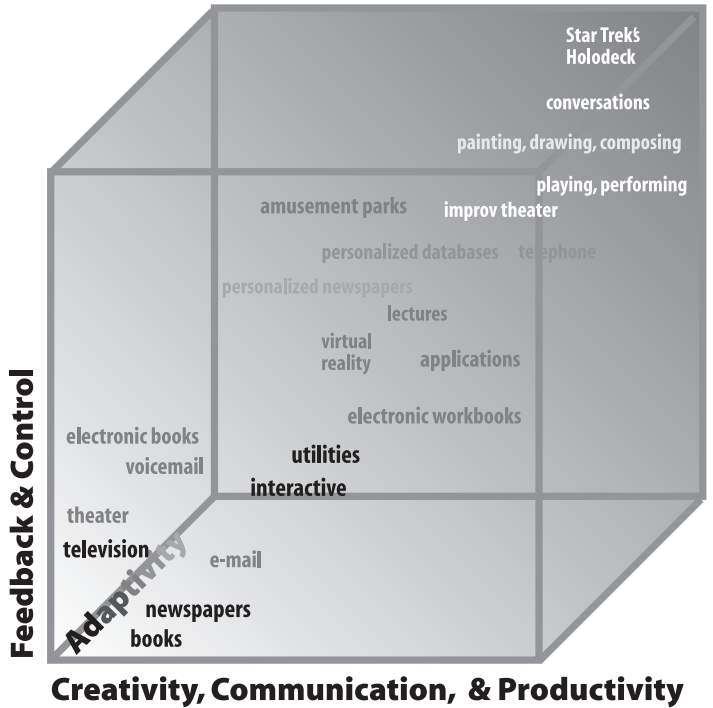 Star Trek's
Holodeck
conversations
painting, drawing, composing
playing, performing
amusement parks
improv theater
personalized databases
telephone
personalized newspapers
lectures
virtual
reality
applications
electronic workbooks
electronic books
utilities
voicemail
interactive
theater
television
e-mail
Adaptivity
newspapers
books
Feedback & Control
Creativity, Communication, & Productivity